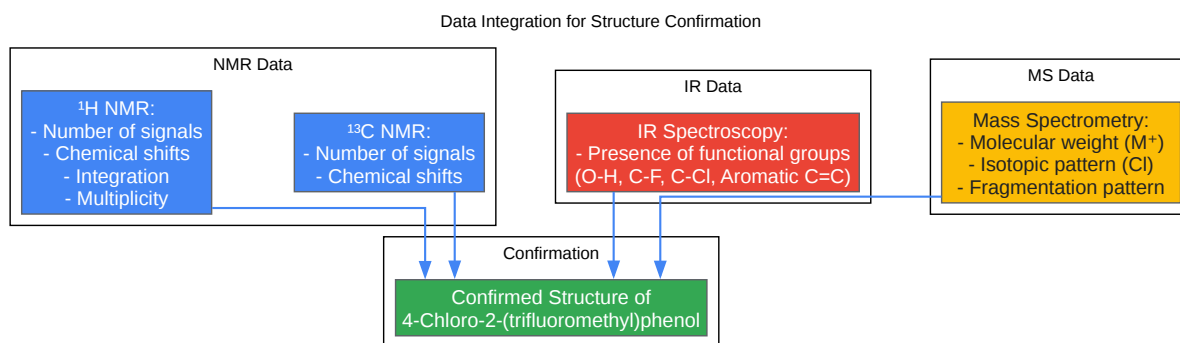 Data Integration for Structure Confirmation
NMR Data
¹H NMR:
- Number of signals
- Chemical shifts
- Integration
- Multiplicity
¹³C NMR:
- Number of signals
- Chemical shifts
IR Data
IR Spectroscopy:
- Presence of functional groups
(O-H, C-F, C-Cl, Aromatic C=C)
MS Data
Mass Spectrometry:
- Molecular weight (M⁺)
- Isotopic pattern (Cl)
- Fragmentation pattern
Confirmation
Confirmed Structure of
4-Chloro-2-(trifluoromethyl)phenol